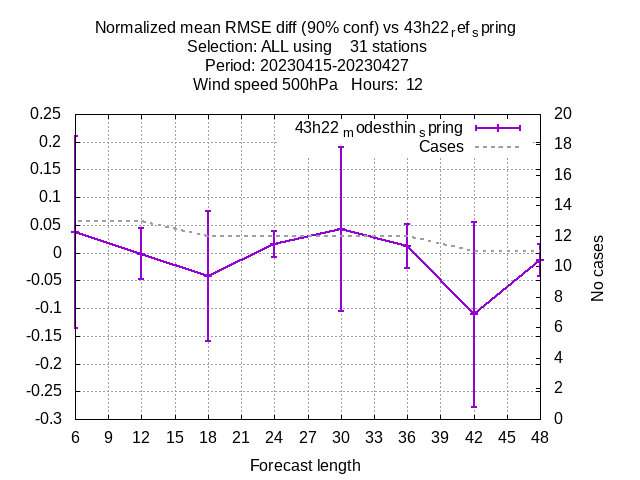 Normalized mean RMSE diff (90% conf) vs 43h22refspring
Selection: ALL using 31 stations
Period: 20230415-20230427
Wind speed 500hPa Hours: 12
43h22modesthinspring
Cases
0.25
0.2
0.15
0.1
0.05
0
-0.05
-0.1
-0.15
-0.2
-0.25
-0.3
20
18
16
14
12
10
8
6
4
2
0
No cases
6 9 12 15 18 21 24 27 30 33 36 39 42 45 48
Forecast length